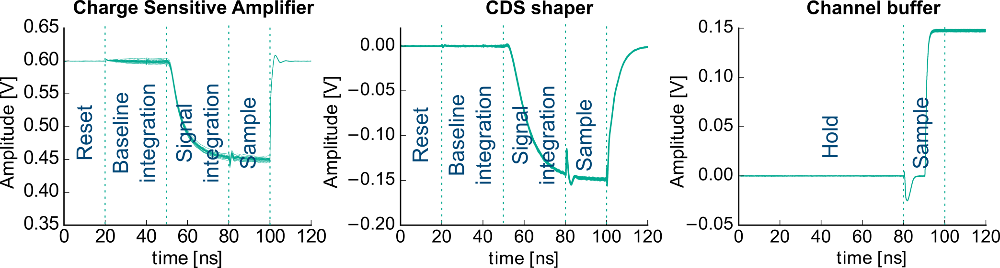 Charge Sensitive Amplifier
0.65
0.60
0.55
0.50
0.45
0.40
0.35
Amplitude [V]
Reset
Baseline
integration
Signal
integration
Sample
0 20 40 60 80 100 120
time [ns]
CDS shaper
0.00
−0.05
−0.10
−0.15
−0.20
Amplitude [V]
Reset
Baseline
integration
Signal
integration
Sample
0 20 40 60 80 100 120
time [ns]
Channel buffer
0.15
0.10
0.05
0.00
−0.05
Amplitude [V]
Hold
Sample
0 20 40 60 80 100 120
time [ns]